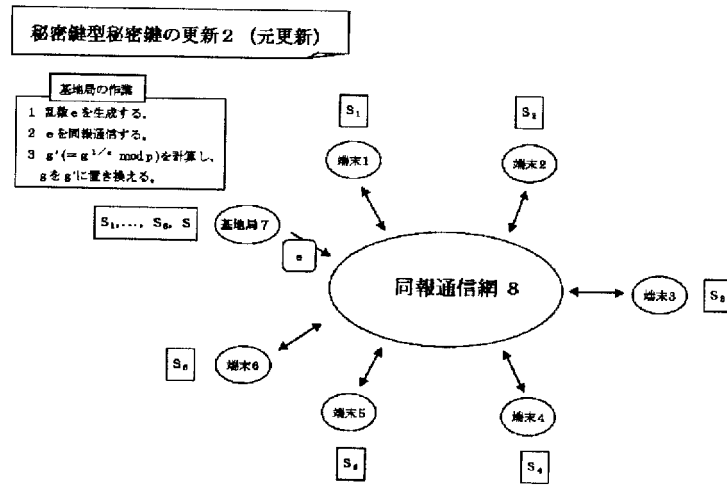 秘密鍵型秘密鍵の更新2 (元更新)
基地局の作業
1 乱数eを生成する。
2 eを同報通信する。
3 g'(=g^1/e mod p)を計算し、
gをg'に置き換える。
S₁
S₂
端末1
端末2
S₁,..., S₆, S
基地局7
e
同報通信網 8
端末3
S₃
S₆
端末6
端末5
端末4
S₅
S₄